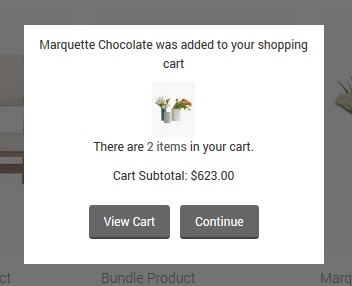 Marquette Chocolate was added to your shopping
cart
There are 2 items in your cart.
Cart Subtotal: $623.00
View Cart
Continue
ct
Bundle Product
Marq